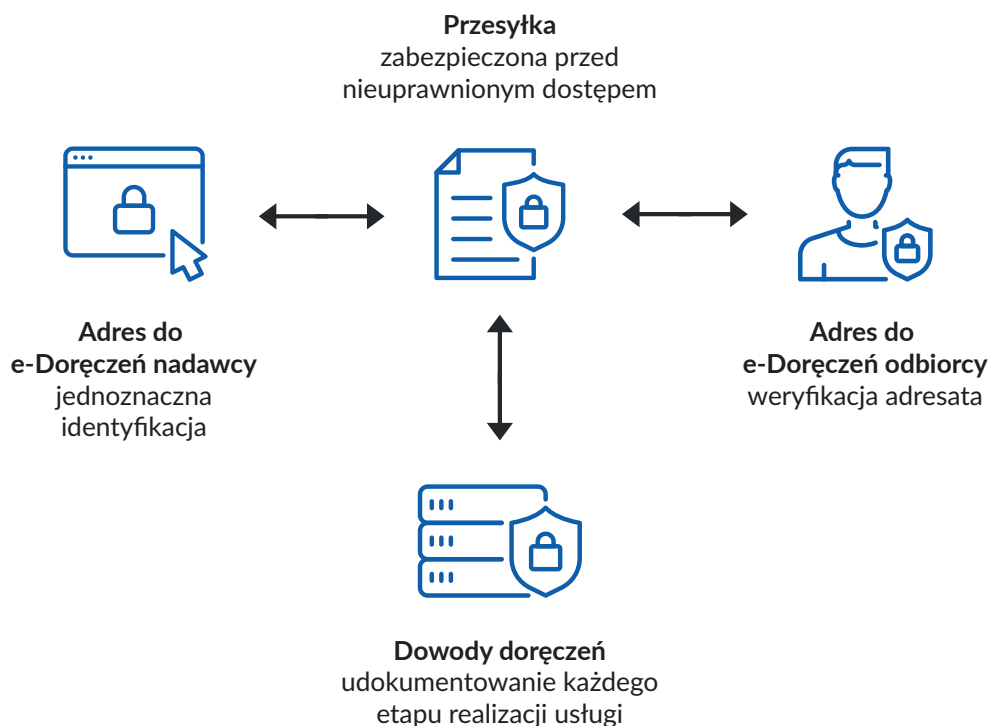 Przesyłka
zabezpieczona przed
nieuprawnionym dostępem
Adres do
e-Doręczeń nadawcy
jednoznaczna
identyfikacja
Adres do
e-Doręczeń odbiorcy
weryfikacja adresata
Dowody doręczeń
udokumentowanie każdego
etapu realizacji usługi